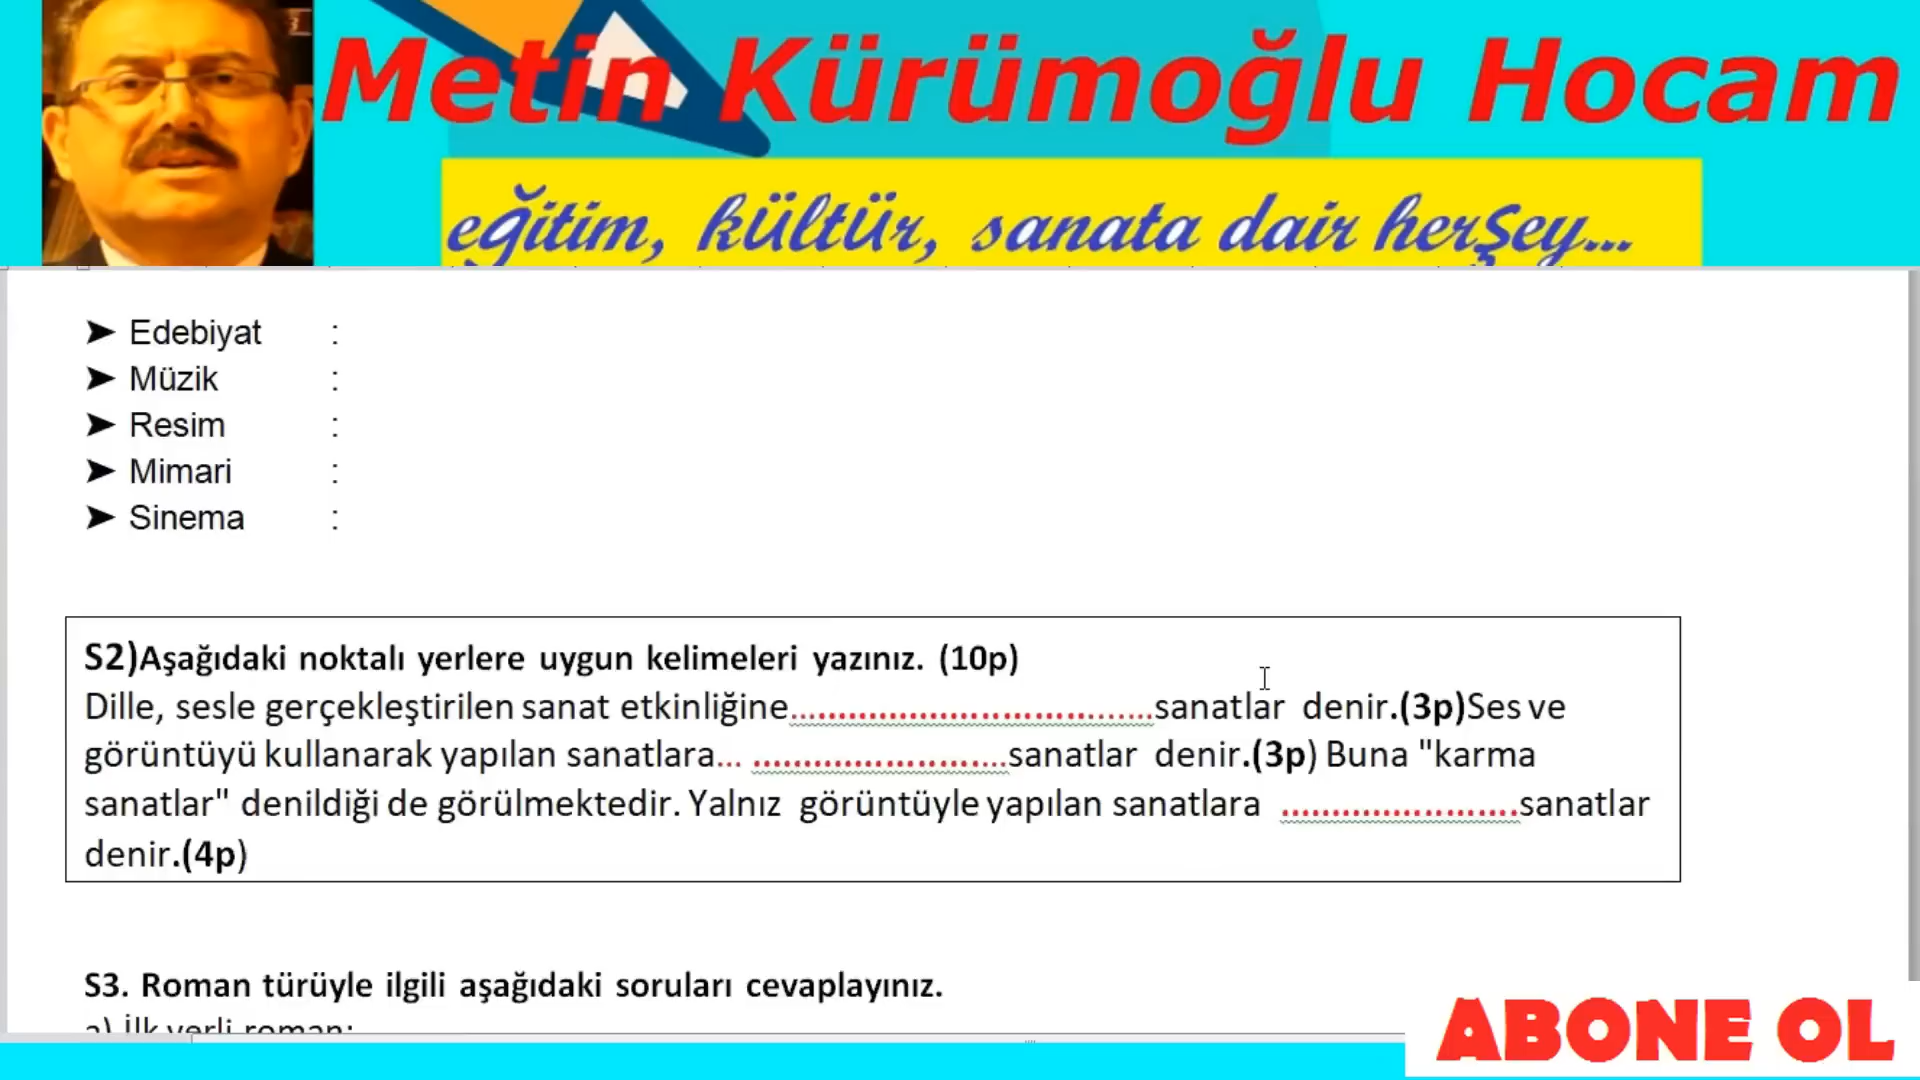 Metin Kürümoğlu Hocam
eğitim, kültür, sanata dair herşey...
➤ Edebiyat :
➤ Müzik :
➤ Resim :
➤ Mimari :
➤ Sinema :
S2)Aşağıdaki noktalı yerlere uygun kelimeleri yazınız. (10p)
Dille, sesle gerçekleştirilen sanat etkinliğine.......................................sanatlar denir.(3p)Ses ve
görüntüyü kullanarak yapılan sanatlara... ...........................sanatlar denir.(3p) Buna "karma
sanatlar" denildiği de görülmektedir. Yalnız görüntüyle yapılan sanatlara .........................sanatlar
denir.(4p)
S3. Roman türüyle ilgili aşağıdaki soruları cevaplayınız.
a) İlk yerli roman:
ABONE OL